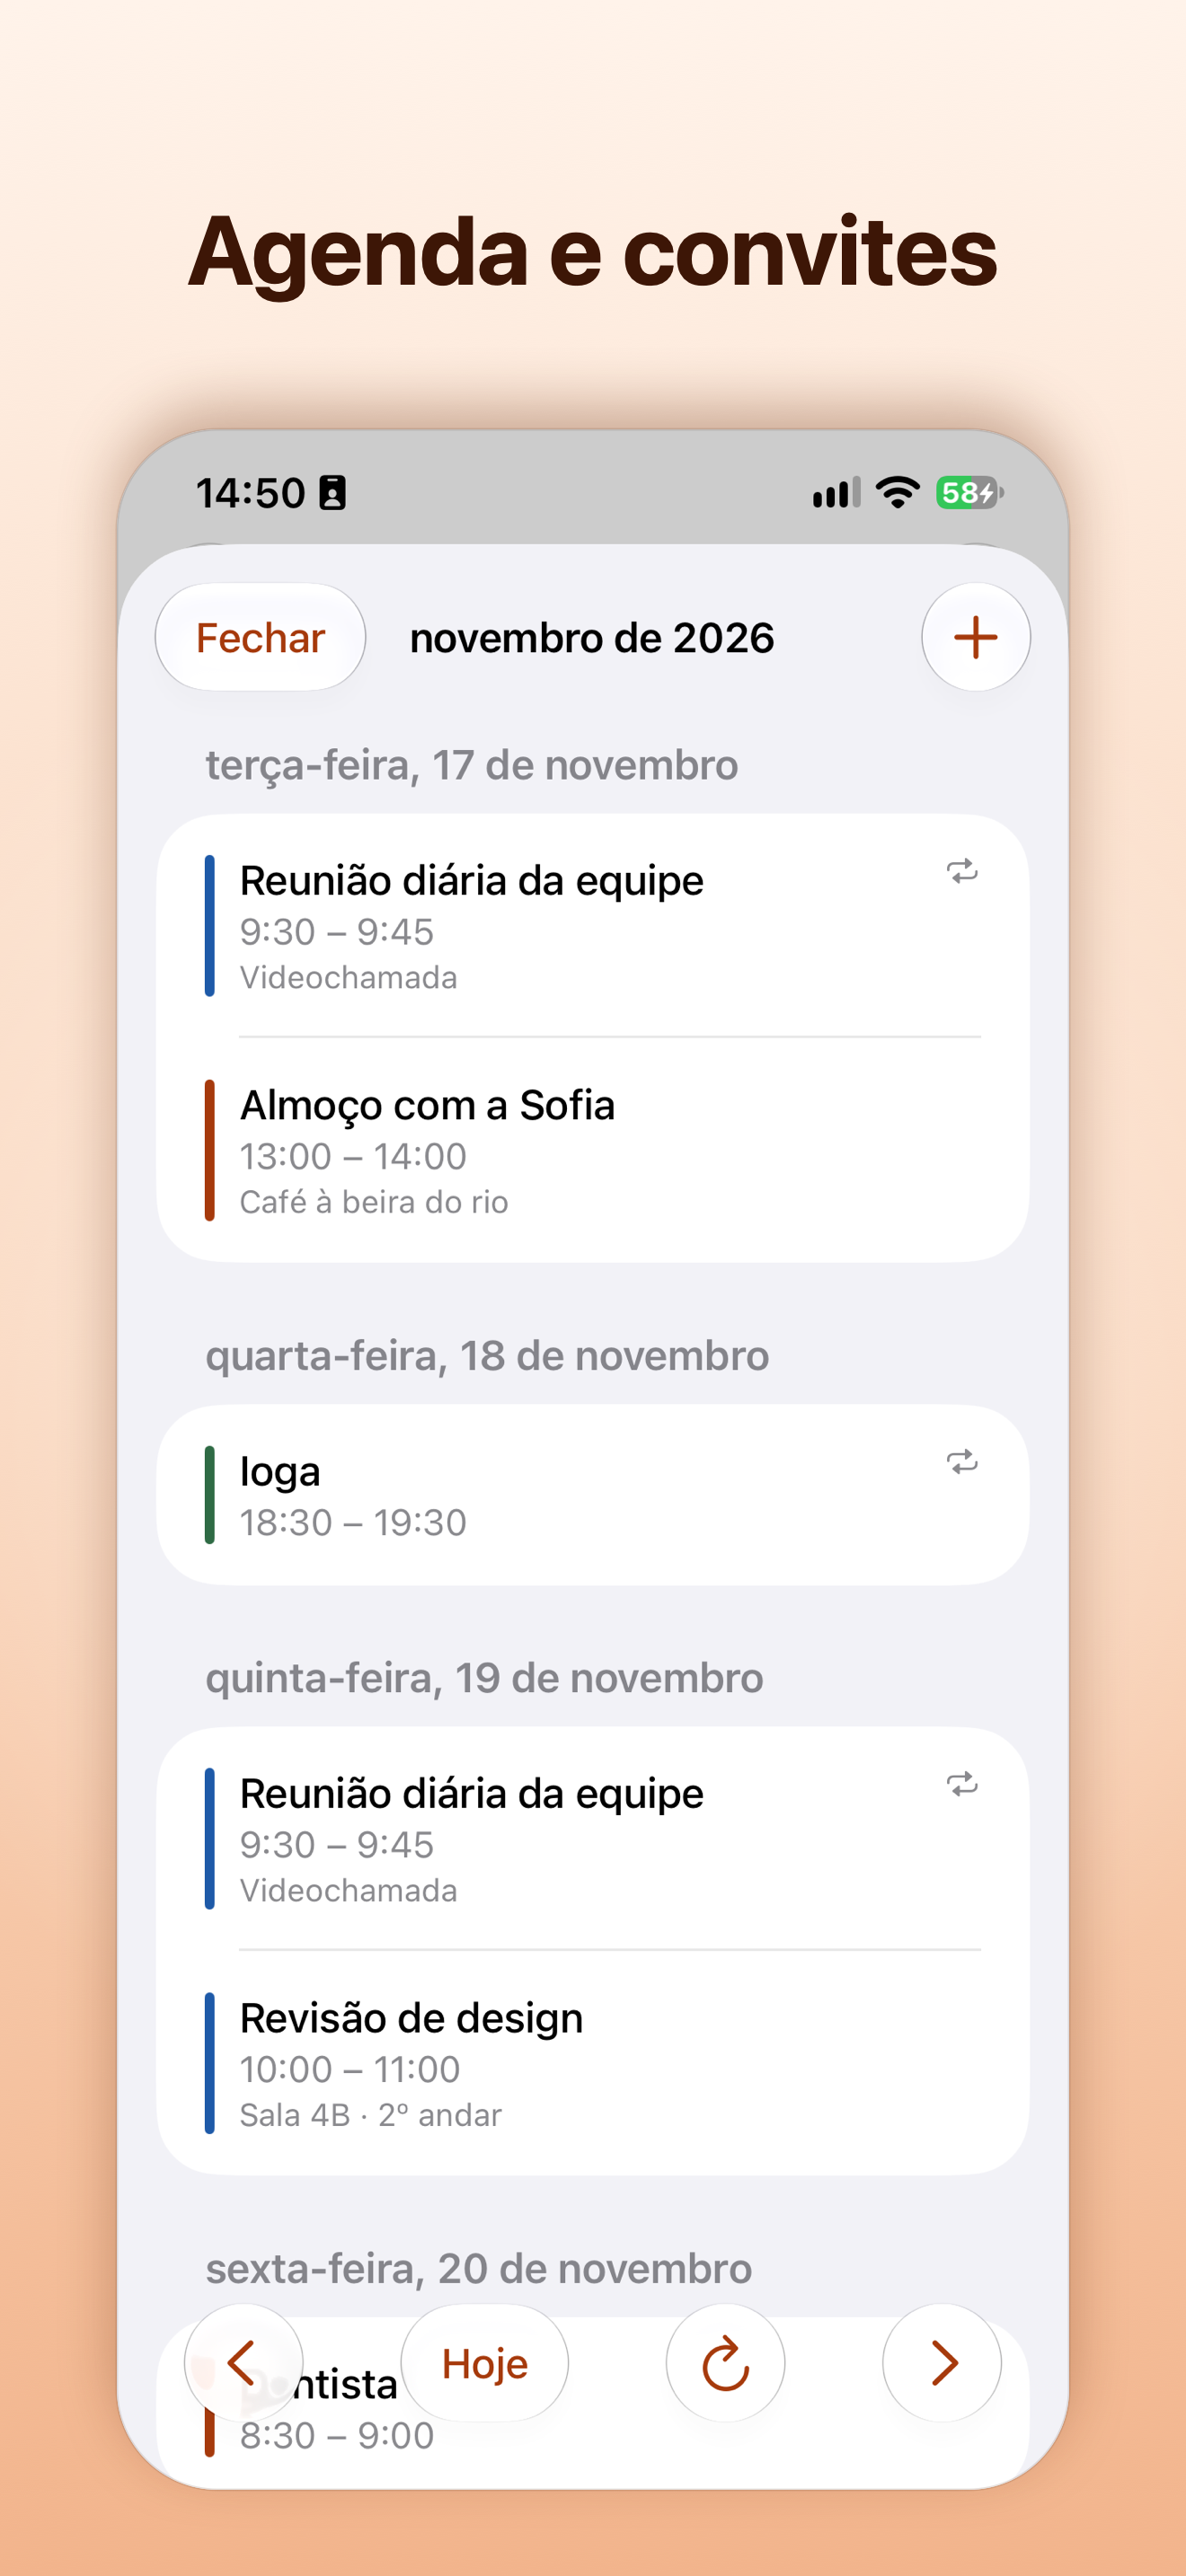 Agenda e convites
14:50
58
Fechar
novembro de 2026
terça-feira, 17 de novembro
Reunião diária da equipe
9:30 – 9:45
Videochamada
Almoço com a Sofia
13:00 – 14:00
Café à beira do rio
quarta-feira, 18 de novembro
Ioga
18:30 – 19:30
quinta-feira, 19 de novembro
Reunião diária da equipe
9:30 – 9:45
Videochamada
Revisão de design
10:00 – 11:00
Sala 4B · 2º andar
sexta-feira, 20 de novembro
Hoje
8:30 – 9:00